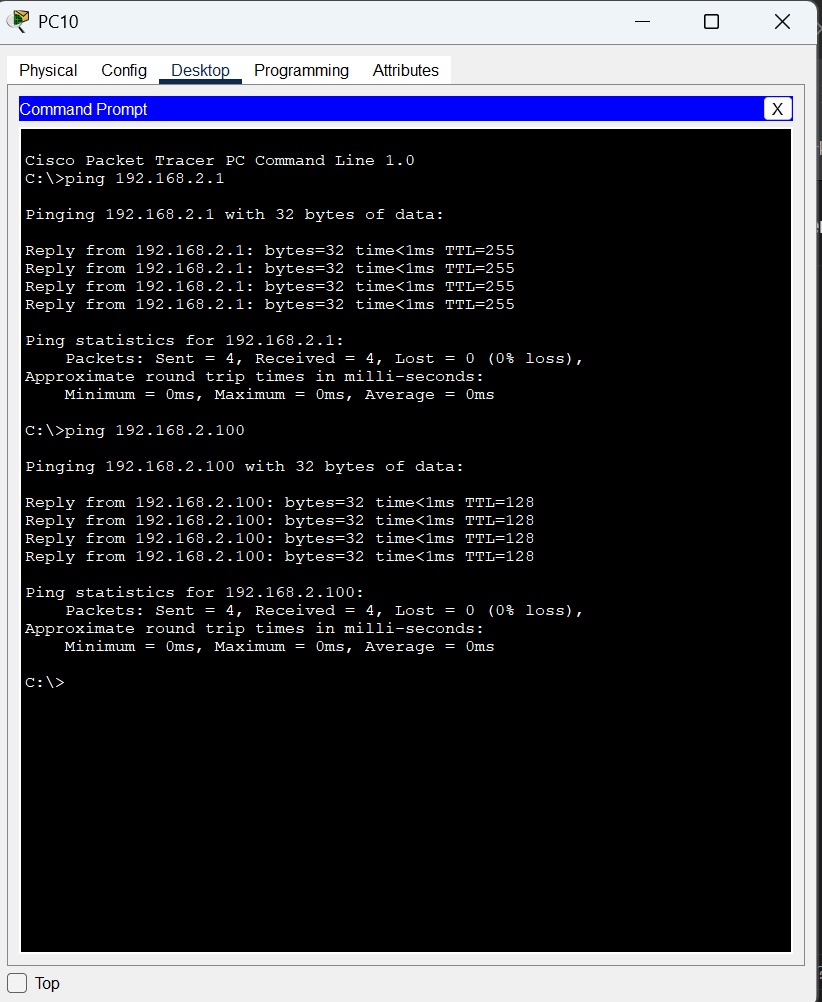 PC10
Physical Config Desktop Programming Attributes
Command Prompt
X
Cisco Packet Tracer PC Command Line 1.0
C:\>ping 192.168.2.1
Pinging 192.168.2.1 with 32 bytes of data:
Reply from 192.168.2.1: bytes=32 time<1ms TTL=255
Reply from 192.168.2.1: bytes=32 time<1ms TTL=255
Reply from 192.168.2.1: bytes=32 time<1ms TTL=255
Reply from 192.168.2.1: bytes=32 time<1ms TTL=255
Ping statistics for 192.168.2.1:
    Packets: Sent = 4, Received = 4, Lost = 0 (0% loss),
Approximate round trip times in milli-seconds:
    Minimum = 0ms, Maximum = 0ms, Average = 0ms
C:\>ping 192.168.2.100
Pinging 192.168.2.100 with 32 bytes of data:
Reply from 192.168.2.100: bytes=32 time<1ms TTL=128
Reply from 192.168.2.100: bytes=32 time<1ms TTL=128
Reply from 192.168.2.100: bytes=32 time<1ms TTL=128
Reply from 192.168.2.100: bytes=32 time<1ms TTL=128
Ping statistics for 192.168.2.100:
    Packets: Sent = 4, Received = 4, Lost = 0 (0% loss),
Approximate round trip times in milli-seconds:
    Minimum = 0ms, Maximum = 0ms, Average = 0ms
C:\>
Top